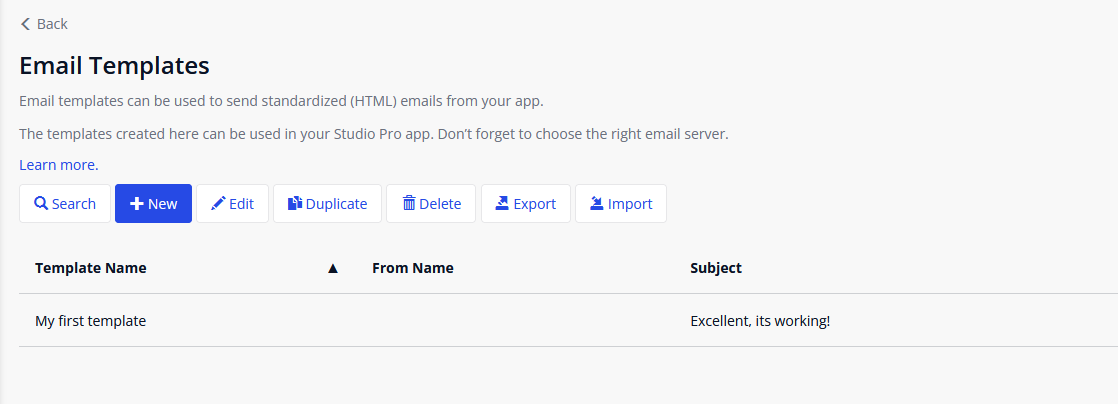 Back
Email Templates
Email templates can be used to send standardized (HTML) emails from your app.
The templates created here can be used in your Studio Pro app. Don’t forget to choose the right email server.
Learn more.
Search New Edit Duplicate Delete Export Import
Template Name ▲ From Name Subject
My first template Excellent, its working!